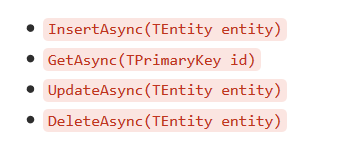 InsertAsync(TEntity entity)
GetAsync(TPrimaryKey id)
UpdateAsync(TEntity entity)
DeleteAsync(TEntity entity)